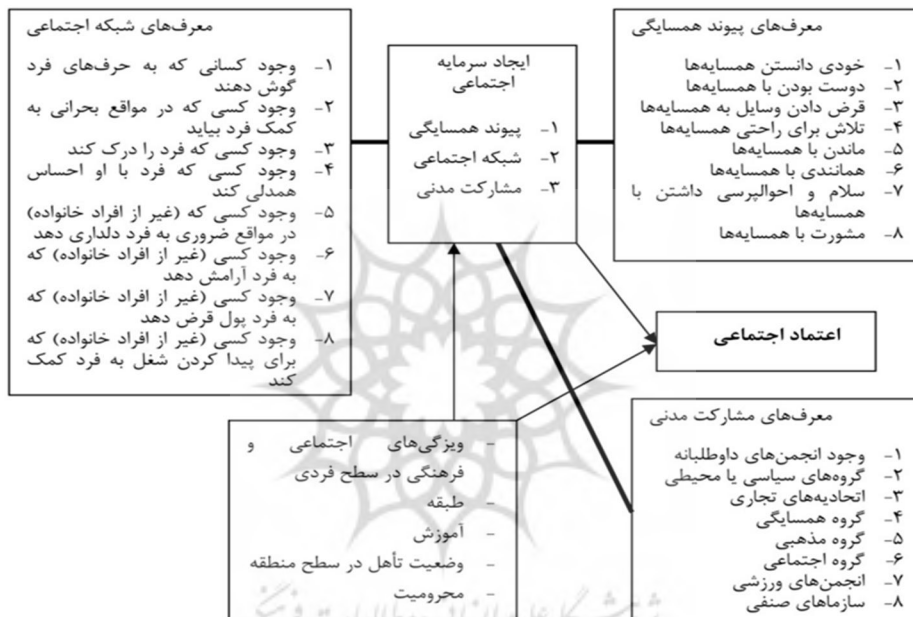 معرف‌های پیوند همسایگی
۱- خودی دانستن همسایه‌ها
۲- دوست بودن با همسایه‌ها
۳- قرض دادن وسایل به همسایه‌ها
۴- تلاش برای راحتی همسایه‌ها
۵- ماندن با همسایه‌ها
۶- همانندی با همسایه‌ها
۷- سلام و احوالپرسی داشتن با
همسایه‌ها
۸- مشورت با همسایه‌ها
ایجاد سرمایه
اجتماعی
۱- پیوند همسایگی
۲- شبکه اجتماعی
۳- مشارکت مدنی
معرف‌های شبکه اجتماعی
۱- وجود کسانی که به حرف‌های فرد
گوش دهند
۲- وجود کسی که در مواقع بحرانی به
کمک فرد بیاید
۳- وجود کسی که فرد را درک کند
۴- وجود کسی که فرد با او احساس
همدلی کند
۵- وجود کسی که (غیر از افراد خانواده)
در مواقع ضروری به فرد دلداری دهد
۶- وجود کسی (غیر از افراد خانواده) که
به فرد آرامش دهد
۷- وجود کسی (غیر از افراد خانواده) که
به فرد پول قرض دهد
۸- وجود کسی (غیر از افراد خانواده) که
برای پیدا کردن شغل به فرد کمک
کند
اعتماد اجتماعی
معرف‌های مشارکت مدنی
۱- وجود انجمن‌های داوطلبانه
۲- گروه‌های سیاسی یا محیطی
۳- اتحادیه‌های تجاری
۴- گروه همسایگی
۵- گروه مذهبی
۶- گروه اجتماعی
۷- انجمن‌های ورزشی
۸- سازماهای صنفی
- ویژگی‌های اجتماعی و
فرهنگی در سطح فردی
- طبقه
- آموزش
- وضعیت تأهل در سطح منطقه
- محرومیت